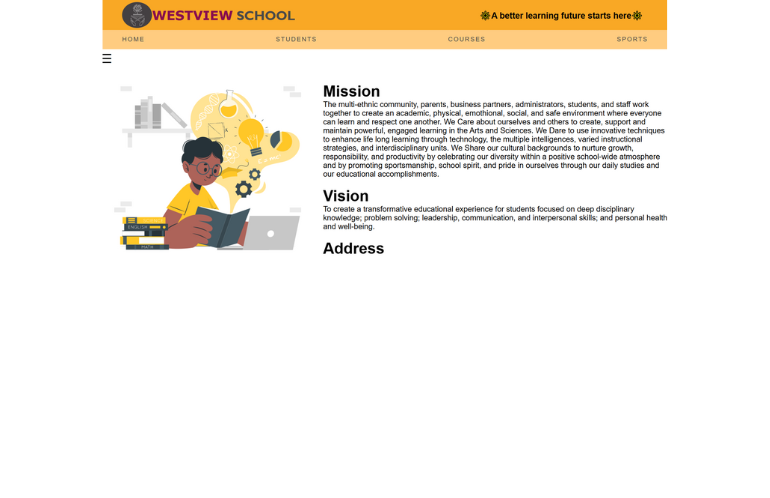 WESTVIEW SCHOOL
A better learning future starts here
HOME STUDENTS COURSES SPORTS
Mission
The multi-ethnic community, parents, business partners, administrators, students, and staff work
together to create an academic, physical, emothional, social, and safe environment where everyone
can learn and respect one another. We Care about ourselves and others to create, support and
maintain powerful, engaged learning in the Arts and Sciences. We Dare to use innovative techniques
to enhance life long learning through technology, the multiple intelligences, varied instructional
strategies, and interdisciplinary units. We Share our cultural backgrounds to nurture growth,
responsibility, and productivity by celebrating our diversity within a positive school-wide atmosphere
and by promoting sportsmanship, school spirit, and pride in ourselves through our daily studies and
our educational accomplishments.
Vision
To create a transformative educational experience for students focused on deep disciplinary
knowledge; problem solving; leadership, communication, and interpersonal skills; and personal health
and well-being.
Address
ENGLISH
MATH